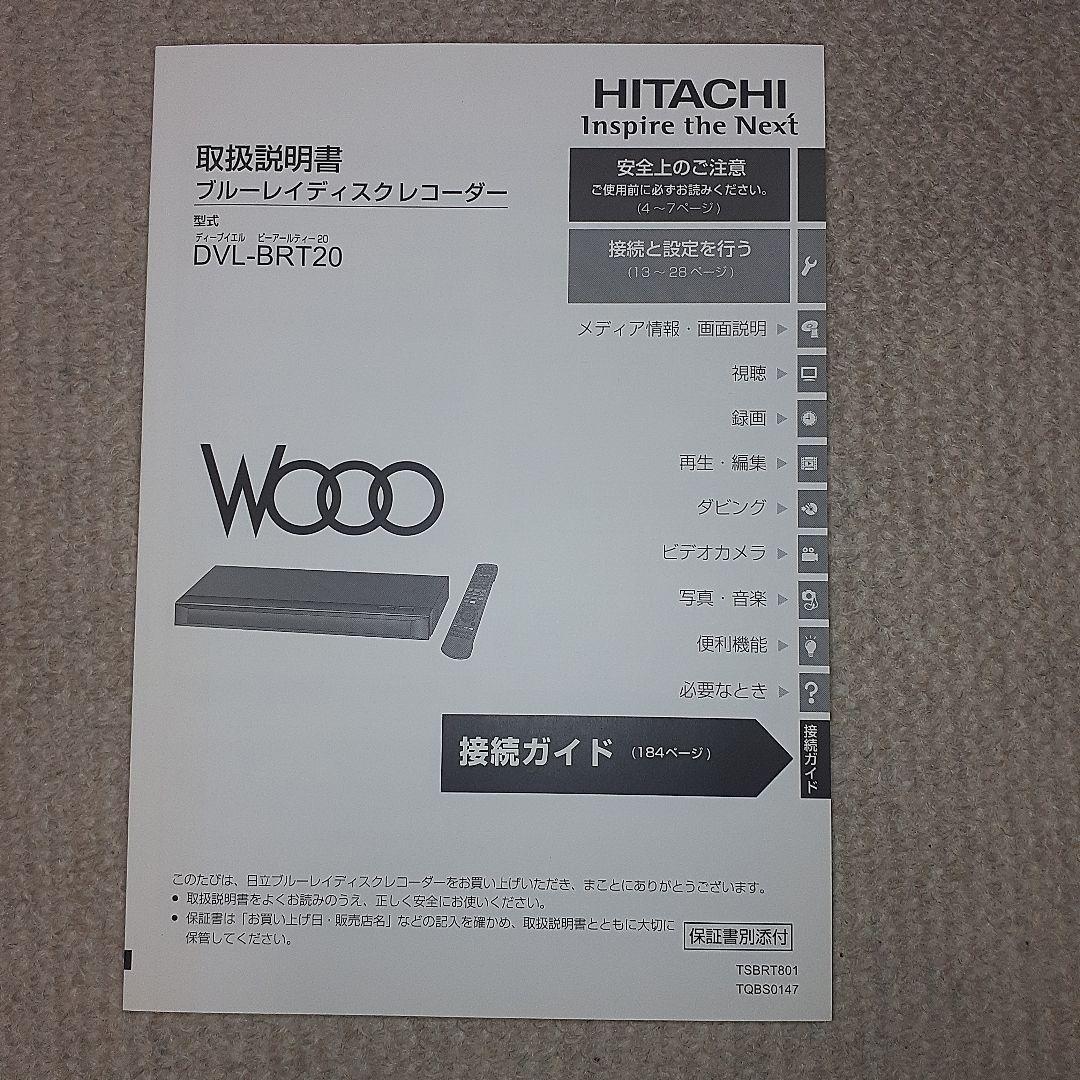 HITACHI
Inspire the Next
取扱説明書
ブルーレイディスクレコーダー
型式
ディーブイエル ビーアールティー20
DVL-BRT20
安全上のご注意
ご使用前に必ずお読みください。
(4~7ページ)
接続と設定を行う
(13~28ページ)
メディア情報・画面説明
視聴
録画
再生・編集
ダビング
ビデオカメラ
写真・音楽
便利機能
必要なとき
?
Wooo
接続ガイド (184ページ)
接続ガイド
このたびは、日立ブルーレイディスクレコーダーをお買い上げいただき、まことにありがとうございます。
● 取扱説明書をよくお読みのうえ、正しく安全にお使いください。
● 保証書は「お買い上げ日・販売店名」などの記入を確かめ、取扱説明書とともに大切に
保管してください。
保証書別添付
TSBRT801
TQBS0147